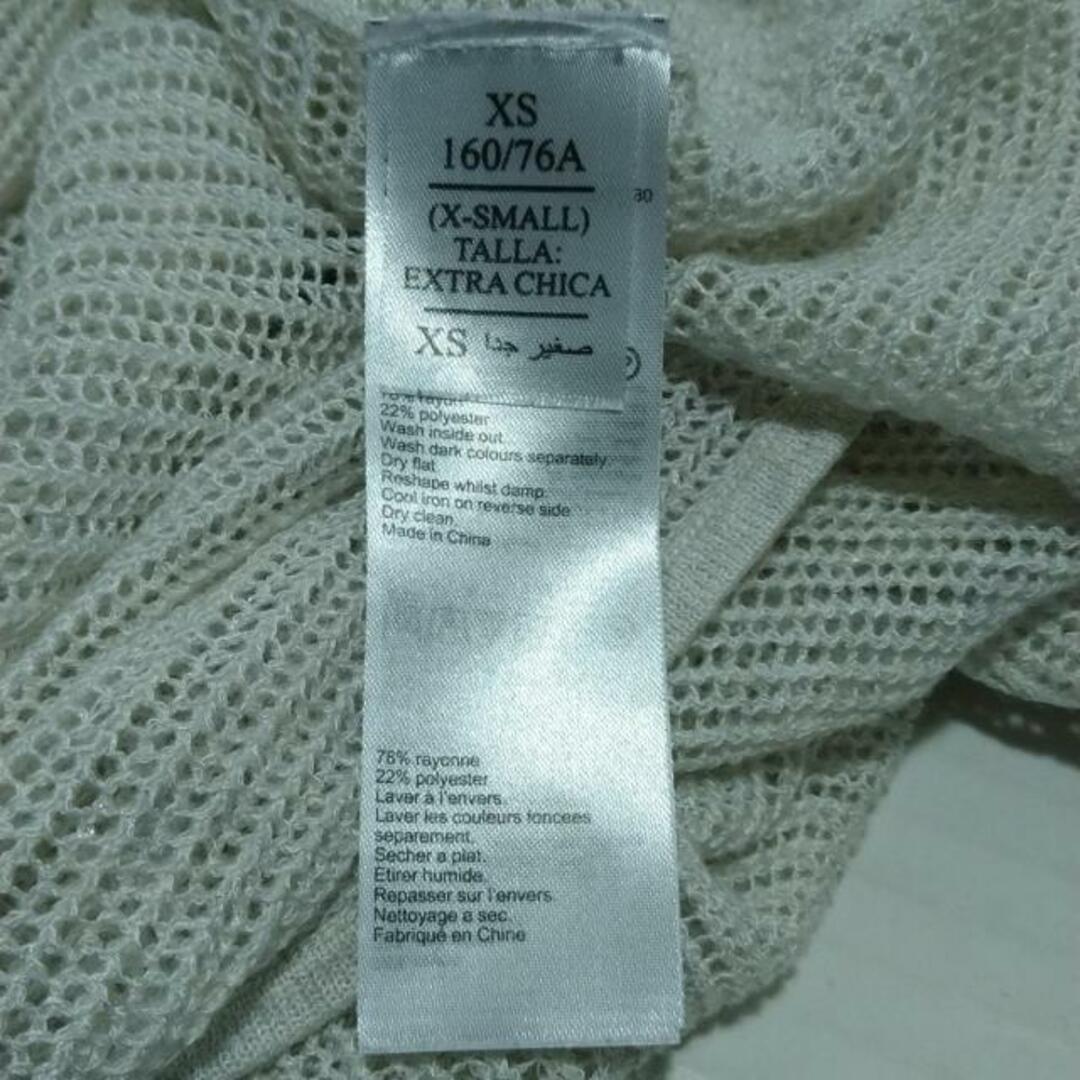 XS
160/76A
(X-SMALL)
TALLA:
EXTRA CHICA
XS صغير جدا
80
22% polyester
Wash inside out.
Wash dark colours separately.
Dry flat.
Reshape whilst damp.
Cool iron on reverse side.
Dry clean.
Made in China
78% rayonne
22% polyester
Laver a l'envers.
Laver les couleurs foncees
separement.
Secher a plat.
Etirer humide.
Repasser sur l'envers.
Nettoyage a sec.
Fabriqué en Chine